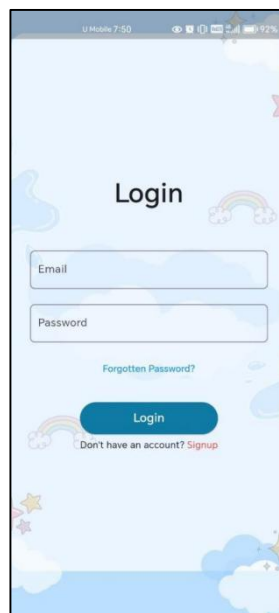 U Mobile 7:50 92%
Login
Email
Password
Forgotten Password?
Login
Don't have an account? Signup